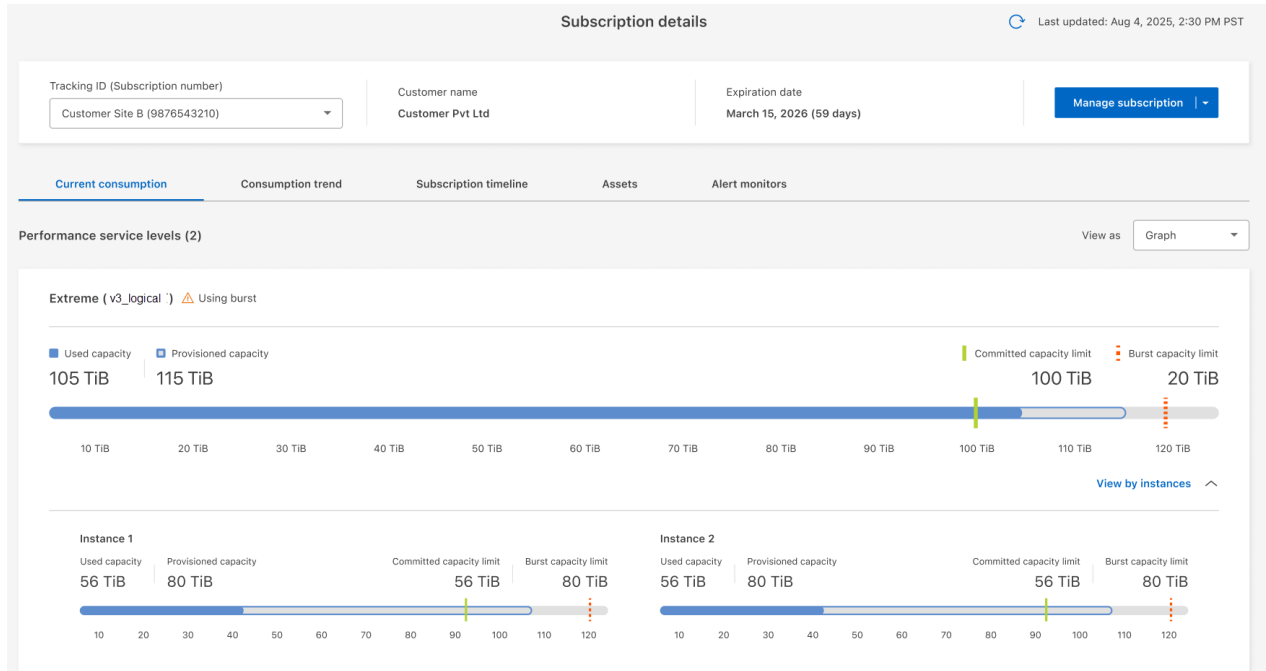 Subscription details
Last updated: Aug 4, 2025, 2:30 PM PST
Tracking ID (Subscription number)
Customer Site B (9876543210)
Customer name
Customer Pvt Ltd
Expiration date
March 15, 2026 (59 days)
Manage subscription
Current consumption Consumption trend Subscription timeline Assets Alert monitors
Performance service levels (2)
View as Graph
Extreme ( v3_logical ) Using burst
Used capacity Provisioned capacity Committed capacity limit Burst capacity limit
105 TiB 115 TiB 100 TiB 20 TiB
10 TiB 20 TiB 30 TiB 40 TiB 50 TiB 60 TiB 70 TiB 80 TiB 90 TiB 100 TiB 110 TiB 120 TiB
View by instances
Instance 1
Used capacity Provisioned capacity Committed capacity limit Burst capacity limit
56 TiB 80 TiB 56 TiB 80 TiB
10 20 30 40 50 60 70 80 90 100 110 120
Instance 2
Used capacity Provisioned capacity Committed capacity limit Burst capacity limit
56 TiB 80 TiB 56 TiB 80 TiB
10 20 30 40 50 60 70 80 90 100 110 120